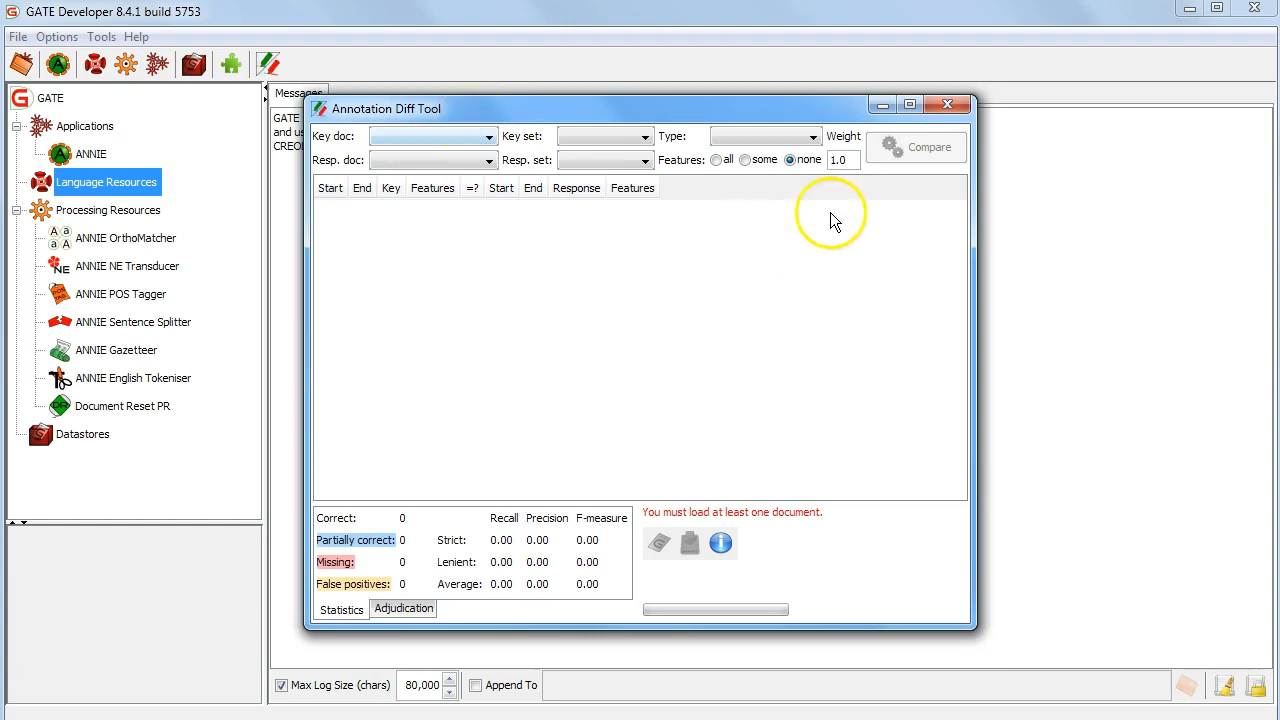 GATE Developer 8.4.1 build 5753
File Options Tools Help
GATE
Applications
ANNIE
Language Resources
Processing Resources
ANNIE OrthoMatcher
ANNIE NE Transducer
ANNIE POS Tagger
ANNIE Sentence Splitter
ANNIE Gazetteer
ANNIE English Tokeniser
Document Reset PR
Datastores
Messages
GATE
and us
CREO
Annotation Diff Tool
Key doc: Key set: Type: Weight
Compare
Resp. doc: Resp. set: Features: all some none 1.0
Start End Key Features =? Start End Response Features
Correct: 0 Recall Precision F-measure
Partially correct: 0 Strict: 0.00 0.00 0.00
Missing: 0 Lenient: 0.00 0.00 0.00
False positives: 0 Average: 0.00 0.00 0.00
Statistics Adjudication
You must load at least one document.
Max Log Size (chars) 80,000 Append To